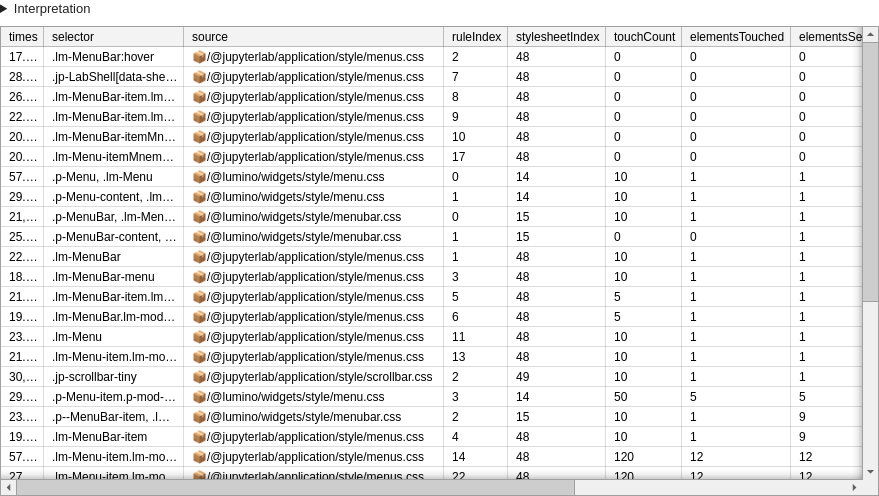 Interpretation
times selector source ruleIndex stylesheetIndex touchCount elementsTouched elementsSe
17.… .lm-MenuBar:hover 📦/@jupyterlab/application/style/menus.css 2 48 0 0 0
28.… .jp-LabShell[data-she… 📦/@jupyterlab/application/style/menus.css 7 48 0 0 0
26.… .lm-MenuBar-item.lm… 📦/@jupyterlab/application/style/menus.css 8 48 0 0 0
22.… .lm-MenuBar-item.lm… 📦/@jupyterlab/application/style/menus.css 9 48 0 0 0
20.… .lm-MenuBar-itemMn… 📦/@jupyterlab/application/style/menus.css 10 48 0 0 0
20.… .lm-Menu-itemMnem… 📦/@jupyterlab/application/style/menus.css 17 48 0 0 0
57.… .p-Menu, .lm-Menu 📦/@lumino/widgets/style/menu.css 0 14 10 1 1
29.… .p-Menu-content, .lm… 📦/@lumino/widgets/style/menu.css 1 14 10 1 1
21,… .p-MenuBar, .lm-Men… 📦/@lumino/widgets/style/menubar.css 0 15 10 1 1
25.… .p-MenuBar-content, … 📦/@lumino/widgets/style/menubar.css 1 15 0 0 1
22.… .lm-MenuBar 📦/@jupyterlab/application/style/menus.css 1 48 10 1 1
18.… .lm-MenuBar-menu 📦/@jupyterlab/application/style/menus.css 3 48 10 1 1
21.… .lm-MenuBar-item.lm… 📦/@jupyterlab/application/style/menus.css 5 48 5 1 1
19.… .lm-MenuBar.lm-mod… 📦/@jupyterlab/application/style/menus.css 6 48 5 1 1
23.… .lm-Menu 📦/@jupyterlab/application/style/menus.css 11 48 10 1 1
21.… .lm-Menu-item.lm-mo… 📦/@jupyterlab/application/style/menus.css 13 48 10 1 1
30,… .jp-scrollbar-tiny 📦/@jupyterlab/application/style/scrollbar.css 2 49 10 1 1
29.… .p-Menu-item.p-mod-… 📦/@lumino/widgets/style/menu.css 3 14 50 5 5
23.… .p--MenuBar-item, .l… 📦/@lumino/widgets/style/menubar.css 2 15 10 1 9
19.… .lm-MenuBar-item 📦/@jupyterlab/application/style/menus.css 4 48 10 1 9
57.… .lm-Menu-item.lm-mo… 📦/@jupyterlab/application/style/menus.css 14 48 120 12 12
27.… .lm-Menu-item.lm-mo… 📦/@jupyterlab/application/style/menus.css 22 48 120 12 12